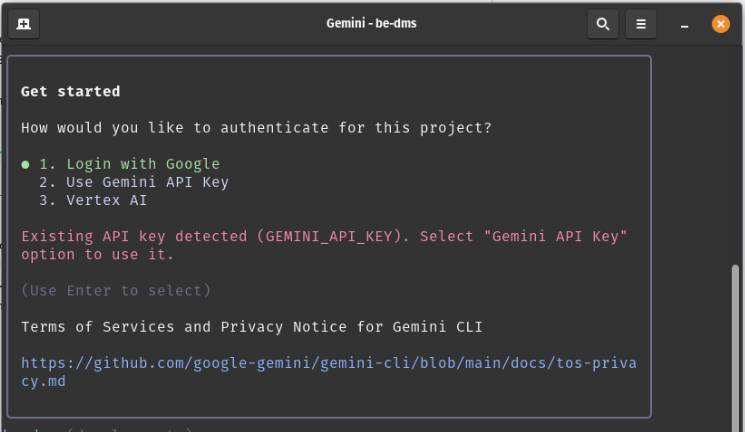 Gemini - be-dms
Get started
How would you like to authenticate for this project?
● 1. Login with Google
2. Use Gemini API Key
3. Vertex AI
Existing API key detected (GEMINI_API_KEY). Select "Gemini API Key"
option to use it.
(Use Enter to select)
Terms of Services and Privacy Notice for Gemini CLI
https://github.com/google-gemini/gemini-cli/blob/main/docs/tos-priva
cy.md